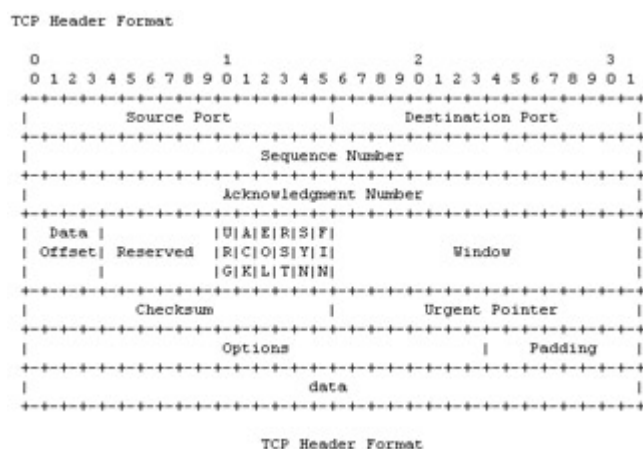 TCP Header Format
0                   1                   2                   3
0 1 2 3 4 5 6 7 8 9 0 1 2 3 4 5 6 7 8 9 0 1 2 3 4 5 6 7 8 9 0 1
+-+-+-+-+-+-+-+-+-+-+-+-+-+-+-+-+-+-+-+-+-+-+-+-+-+-+-+-+-+-+-+-+
|          Source Port          |       Destination Port        |
+-+-+-+-+-+-+-+-+-+-+-+-+-+-+-+-+-+-+-+-+-+-+-+-+-+-+-+-+-+-+-+-+
|                        Sequence Number                        |
+-+-+-+-+-+-+-+-+-+-+-+-+-+-+-+-+-+-+-+-+-+-+-+-+-+-+-+-+-+-+-+-+
|                    Acknowledgment Number                      |
+-+-+-+-+-+-+-+-+-+-+-+-+-+-+-+-+-+-+-+-+-+-+-+-+-+-+-+-+-+-+-+-+
|  Data |           |U|A|E|R|S|F|                               |
| Offset| Reserved  |R|C|O|S|Y|I|            Window             |
|       |           |G|K|L|T|N|N|                               |
+-+-+-+-+-+-+-+-+-+-+-+-+-+-+-+-+-+-+-+-+-+-+-+-+-+-+-+-+-+-+-+-+
|           Checksum            |         Urgent Pointer        |
+-+-+-+-+-+-+-+-+-+-+-+-+-+-+-+-+-+-+-+-+-+-+-+-+-+-+-+-+-+-+-+-+
|                    Options                    |    Padding    |
+-+-+-+-+-+-+-+-+-+-+-+-+-+-+-+-+-+-+-+-+-+-+-+-+-+-+-+-+-+-+-+-+
|                             data                              |
+-+-+-+-+-+-+-+-+-+-+-+-+-+-+-+-+-+-+-+-+-+-+-+-+-+-+-+-+-+-+-+-+
TCP Header Format